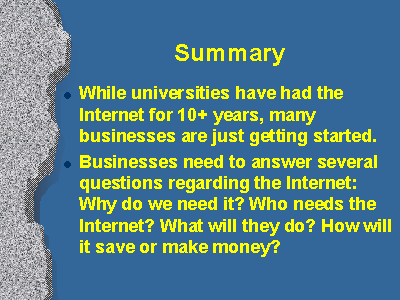 Summary
While universities have had the
Internet for 10+ years, many
businesses are just getting started.
Businesses need to answer several
questions regarding the Internet:
Why do we need it? Who needs the
Internet? What will they do? How will
it save or make money?